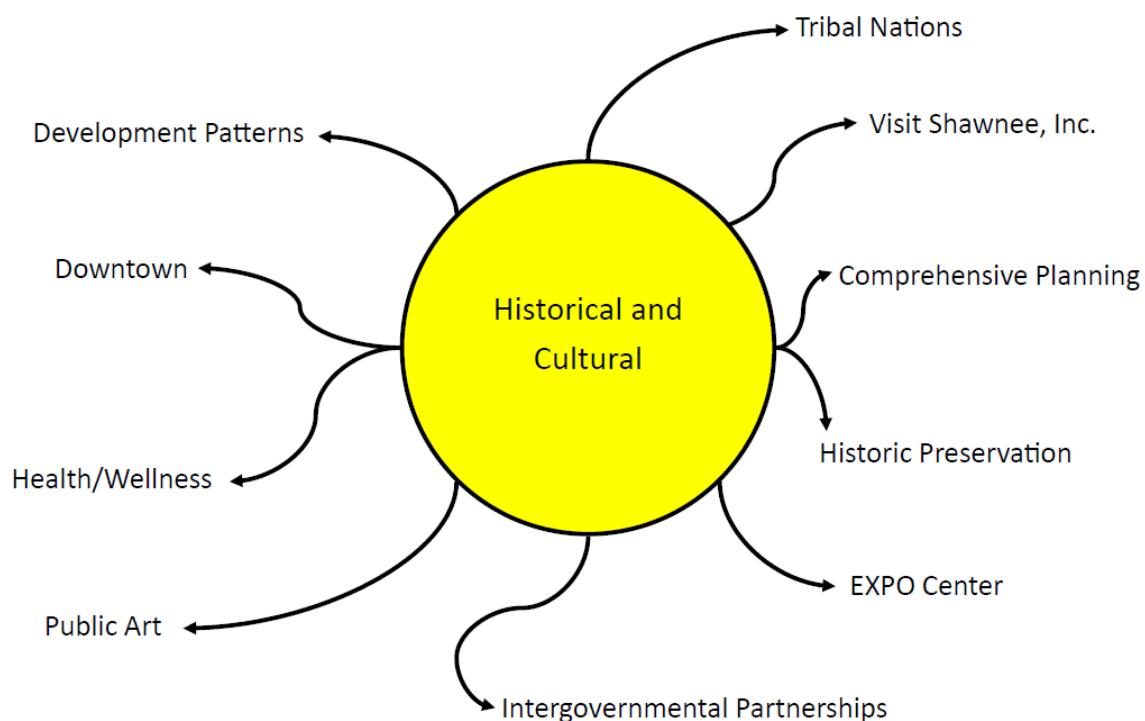 Tribal Nations
Visit Shawnee, Inc.
Development Patterns
Downtown
Comprehensive Planning
Historical and
Cultural
Health/Wellness
Historic Preservation
EXPO Center
Public Art
Intergovernmental Partnerships